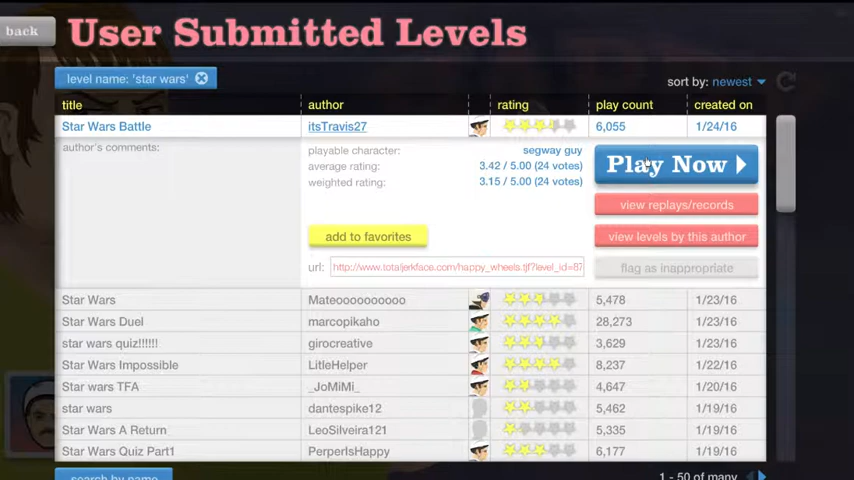 back
User Submitted Levels
level name: 'star wars'
sort by: newest
title author rating play count created on
Star Wars Battle itsTravis27 6,055 1/24/16
author's comments:
playable character: segway guy
average rating: 3.42 / 5.00 (24 votes)
weighted rating: 3.15 / 5.00 (24 votes)
Play Now
view replays/records
add to favorites
view levels by this author
url: http://www.totaljerkface.com/happy_wheels.tjf?level_id=87
flag as inappropriate
Star Wars Mateoooooooooo 5,478 1/23/16
Star Wars Duel marcopikaho 28,273 1/23/16
star wars quiz!!!!!! girocreative 3,629 1/23/16
Star Wars Impossible LitleHelper 8,237 1/22/16
Star wars TFA _JoMiMi_ 4,647 1/20/16
star wars dantespike12 5,462 1/19/16
Star Wars A Return LeoSilveira121 5,335 1/19/16
Star Wars Quiz Part1 PerperIsHappy 6,177 1/19/16
search by name
1 - 50 of many